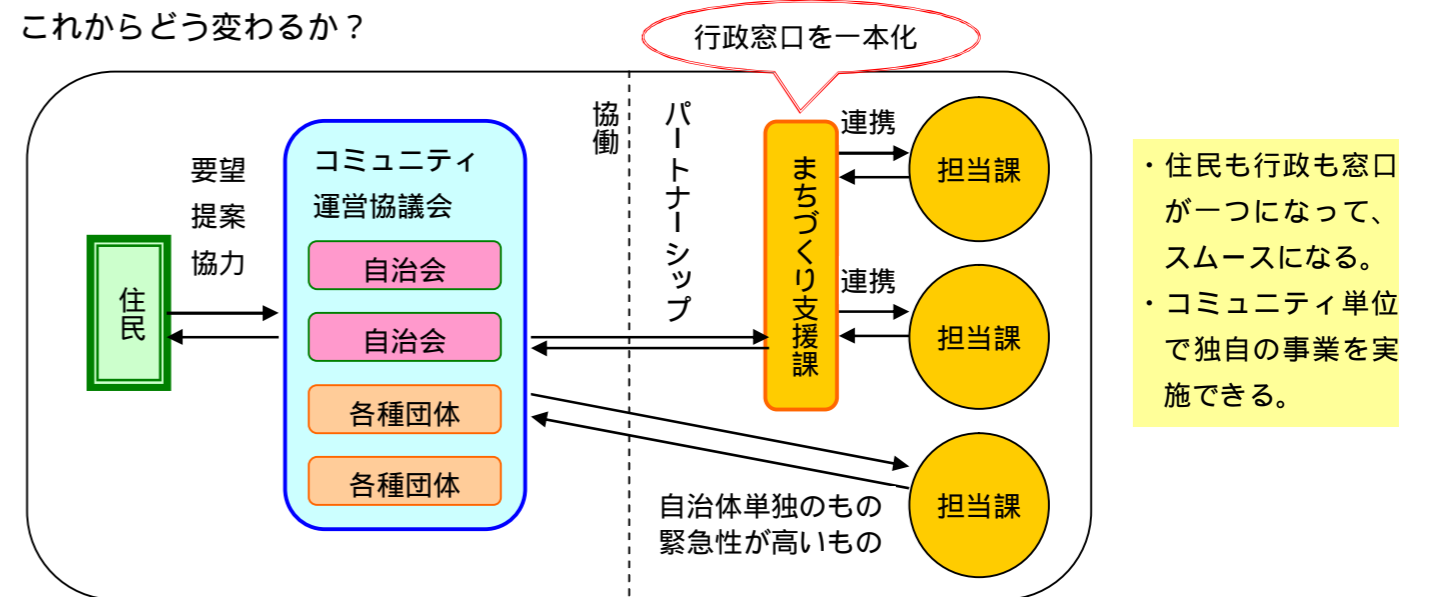 これからどう変わるか？
行政窓口を一本化
協働
パートナーシップ
要望
提案
協力
住民
コミュニティ
運営協議会
自治会
自治会
各種団体
各種団体
まちづくり支援課
連携
担当課
連携
担当課
担当課
自治体単独のもの
緊急性が高いもの
・住民も行政も窓口
が一つになって、
スムースになる。
・コミュニティ単位
で独自の事業を実
施できる。